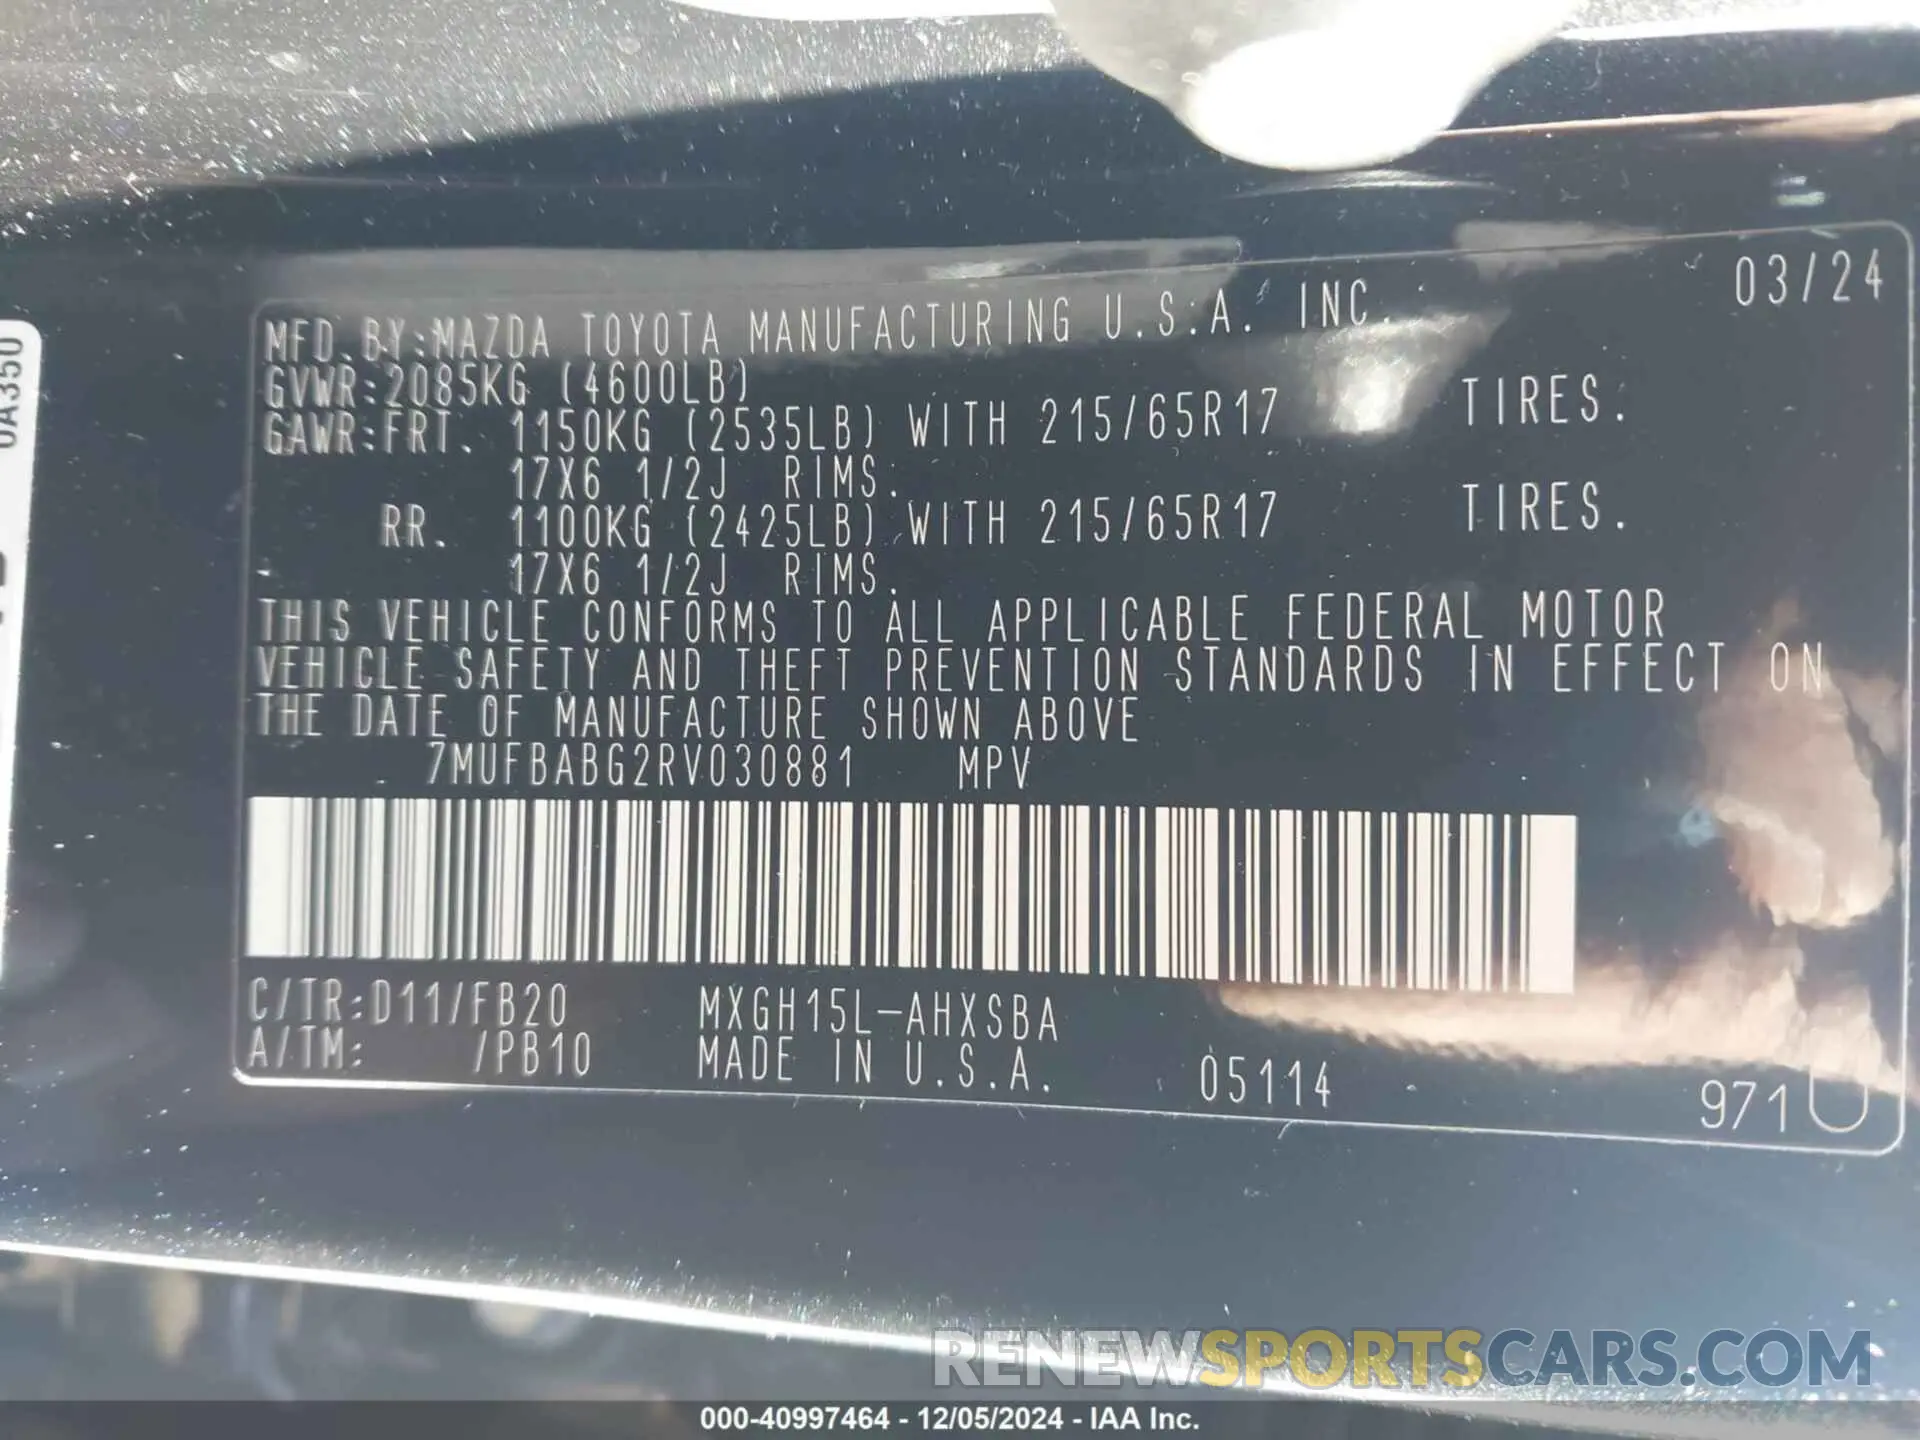 0A350
03/24
MFD. BY:MAZDA TOYOTA MANUFACTURING U.S.A. INC.
GVWR:2085KG (4600LB)
GAWR:FRT. 1150KG (2535LB) WITH 215/65R17 TIRES.
17X6 1/2J RIMS.
RR. 1100KG (2425LB) WITH 215/65R17 TIRES.
17X6 1/2J RIMS.
THIS VEHICLE CONFORMS TO ALL APPLICABLE FEDERAL MOTOR
VEHICLE SAFETY AND THEFT PREVENTION STANDARDS IN EFFECT ON
THE DATE OF MANUFACTURE SHOWN ABOVE
7MUFBABG2RV030881 MPV
C/TR:D11/FB20 MXGH15L-AHXSBA
A/TM: /PB10 MADE IN U.S.A. 05114
971U
RENEWSPORTSCARS.COM
000-40997464 - 12/05/2024 - IAA Inc.